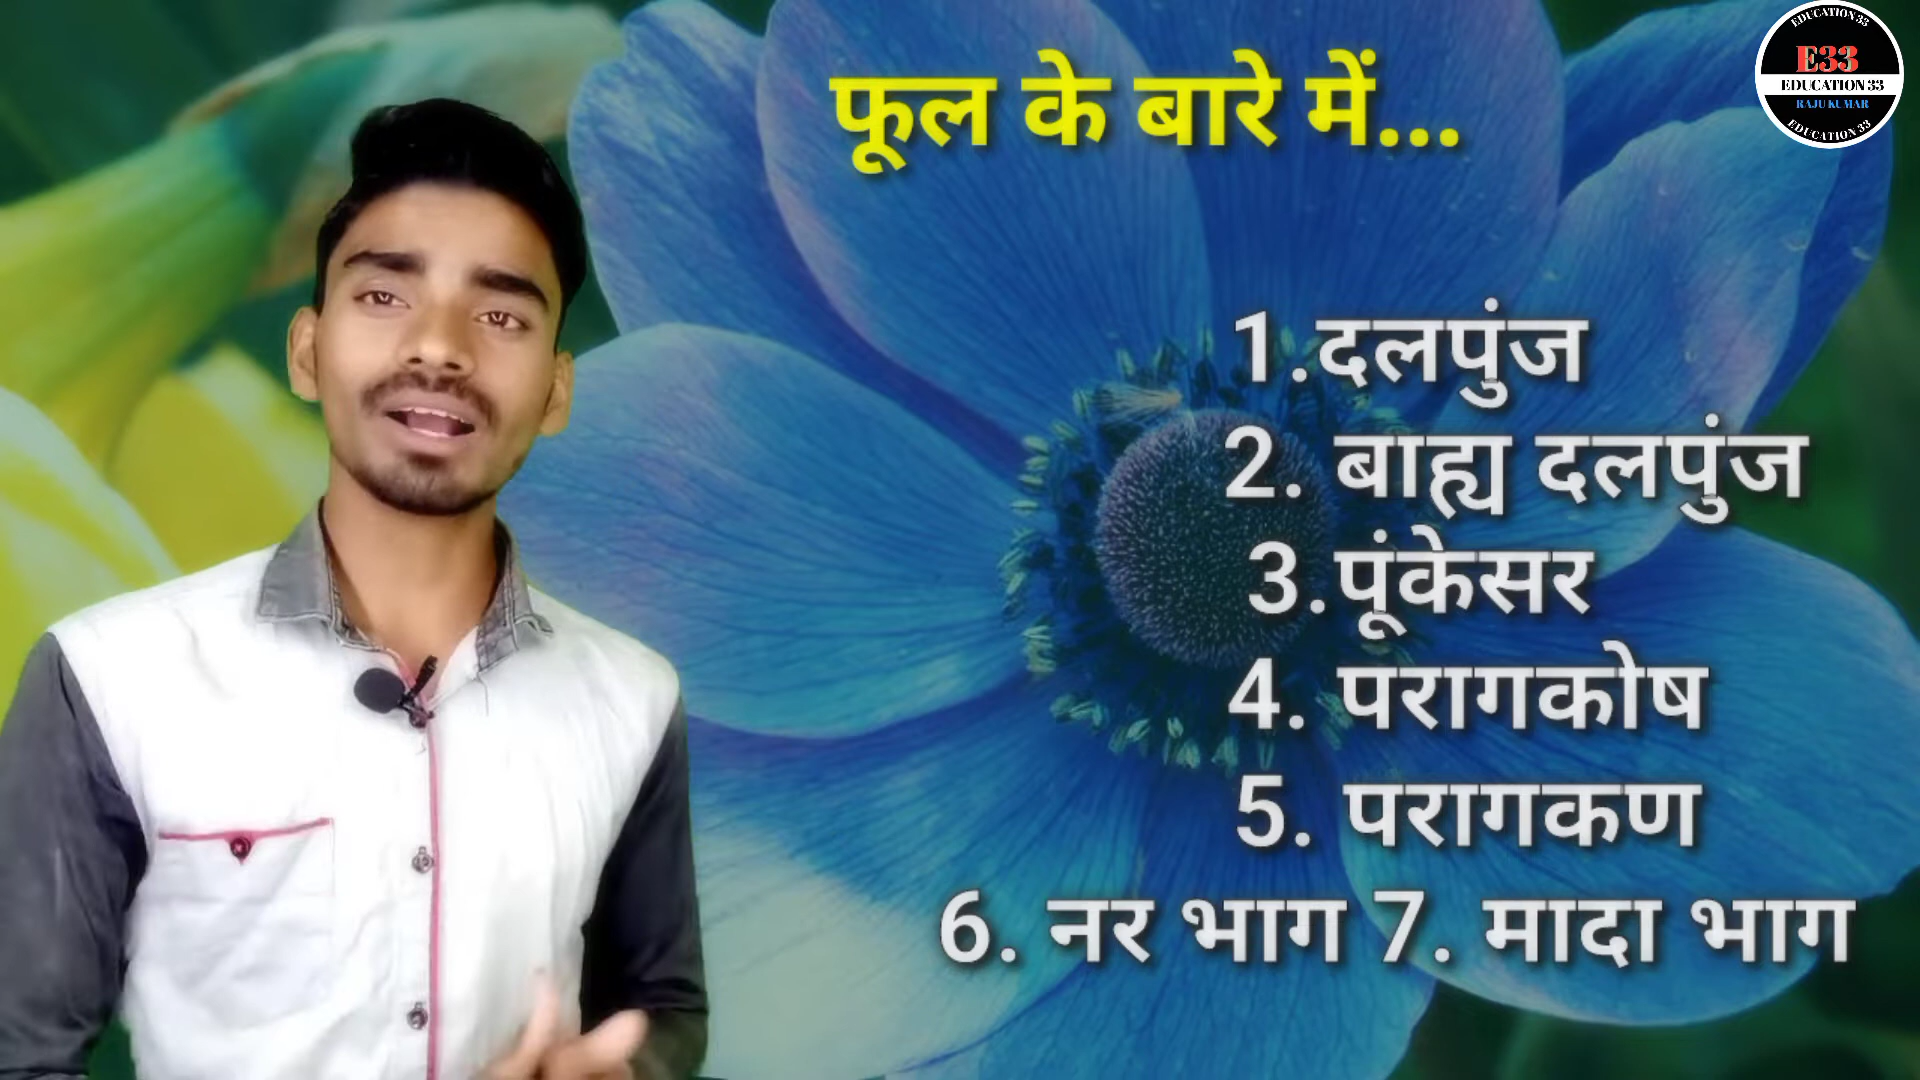 EDUCATION 33
E33
EDUCATION 33
RAJU KUMAR
EDUCATION 33
फूल के बारे में...
1.दलपुंज
2. बाह्य दलपुंज
3.पूंकेसर
4. परागकोष
5. परागकण
6. नर भाग 7. मादा भाग